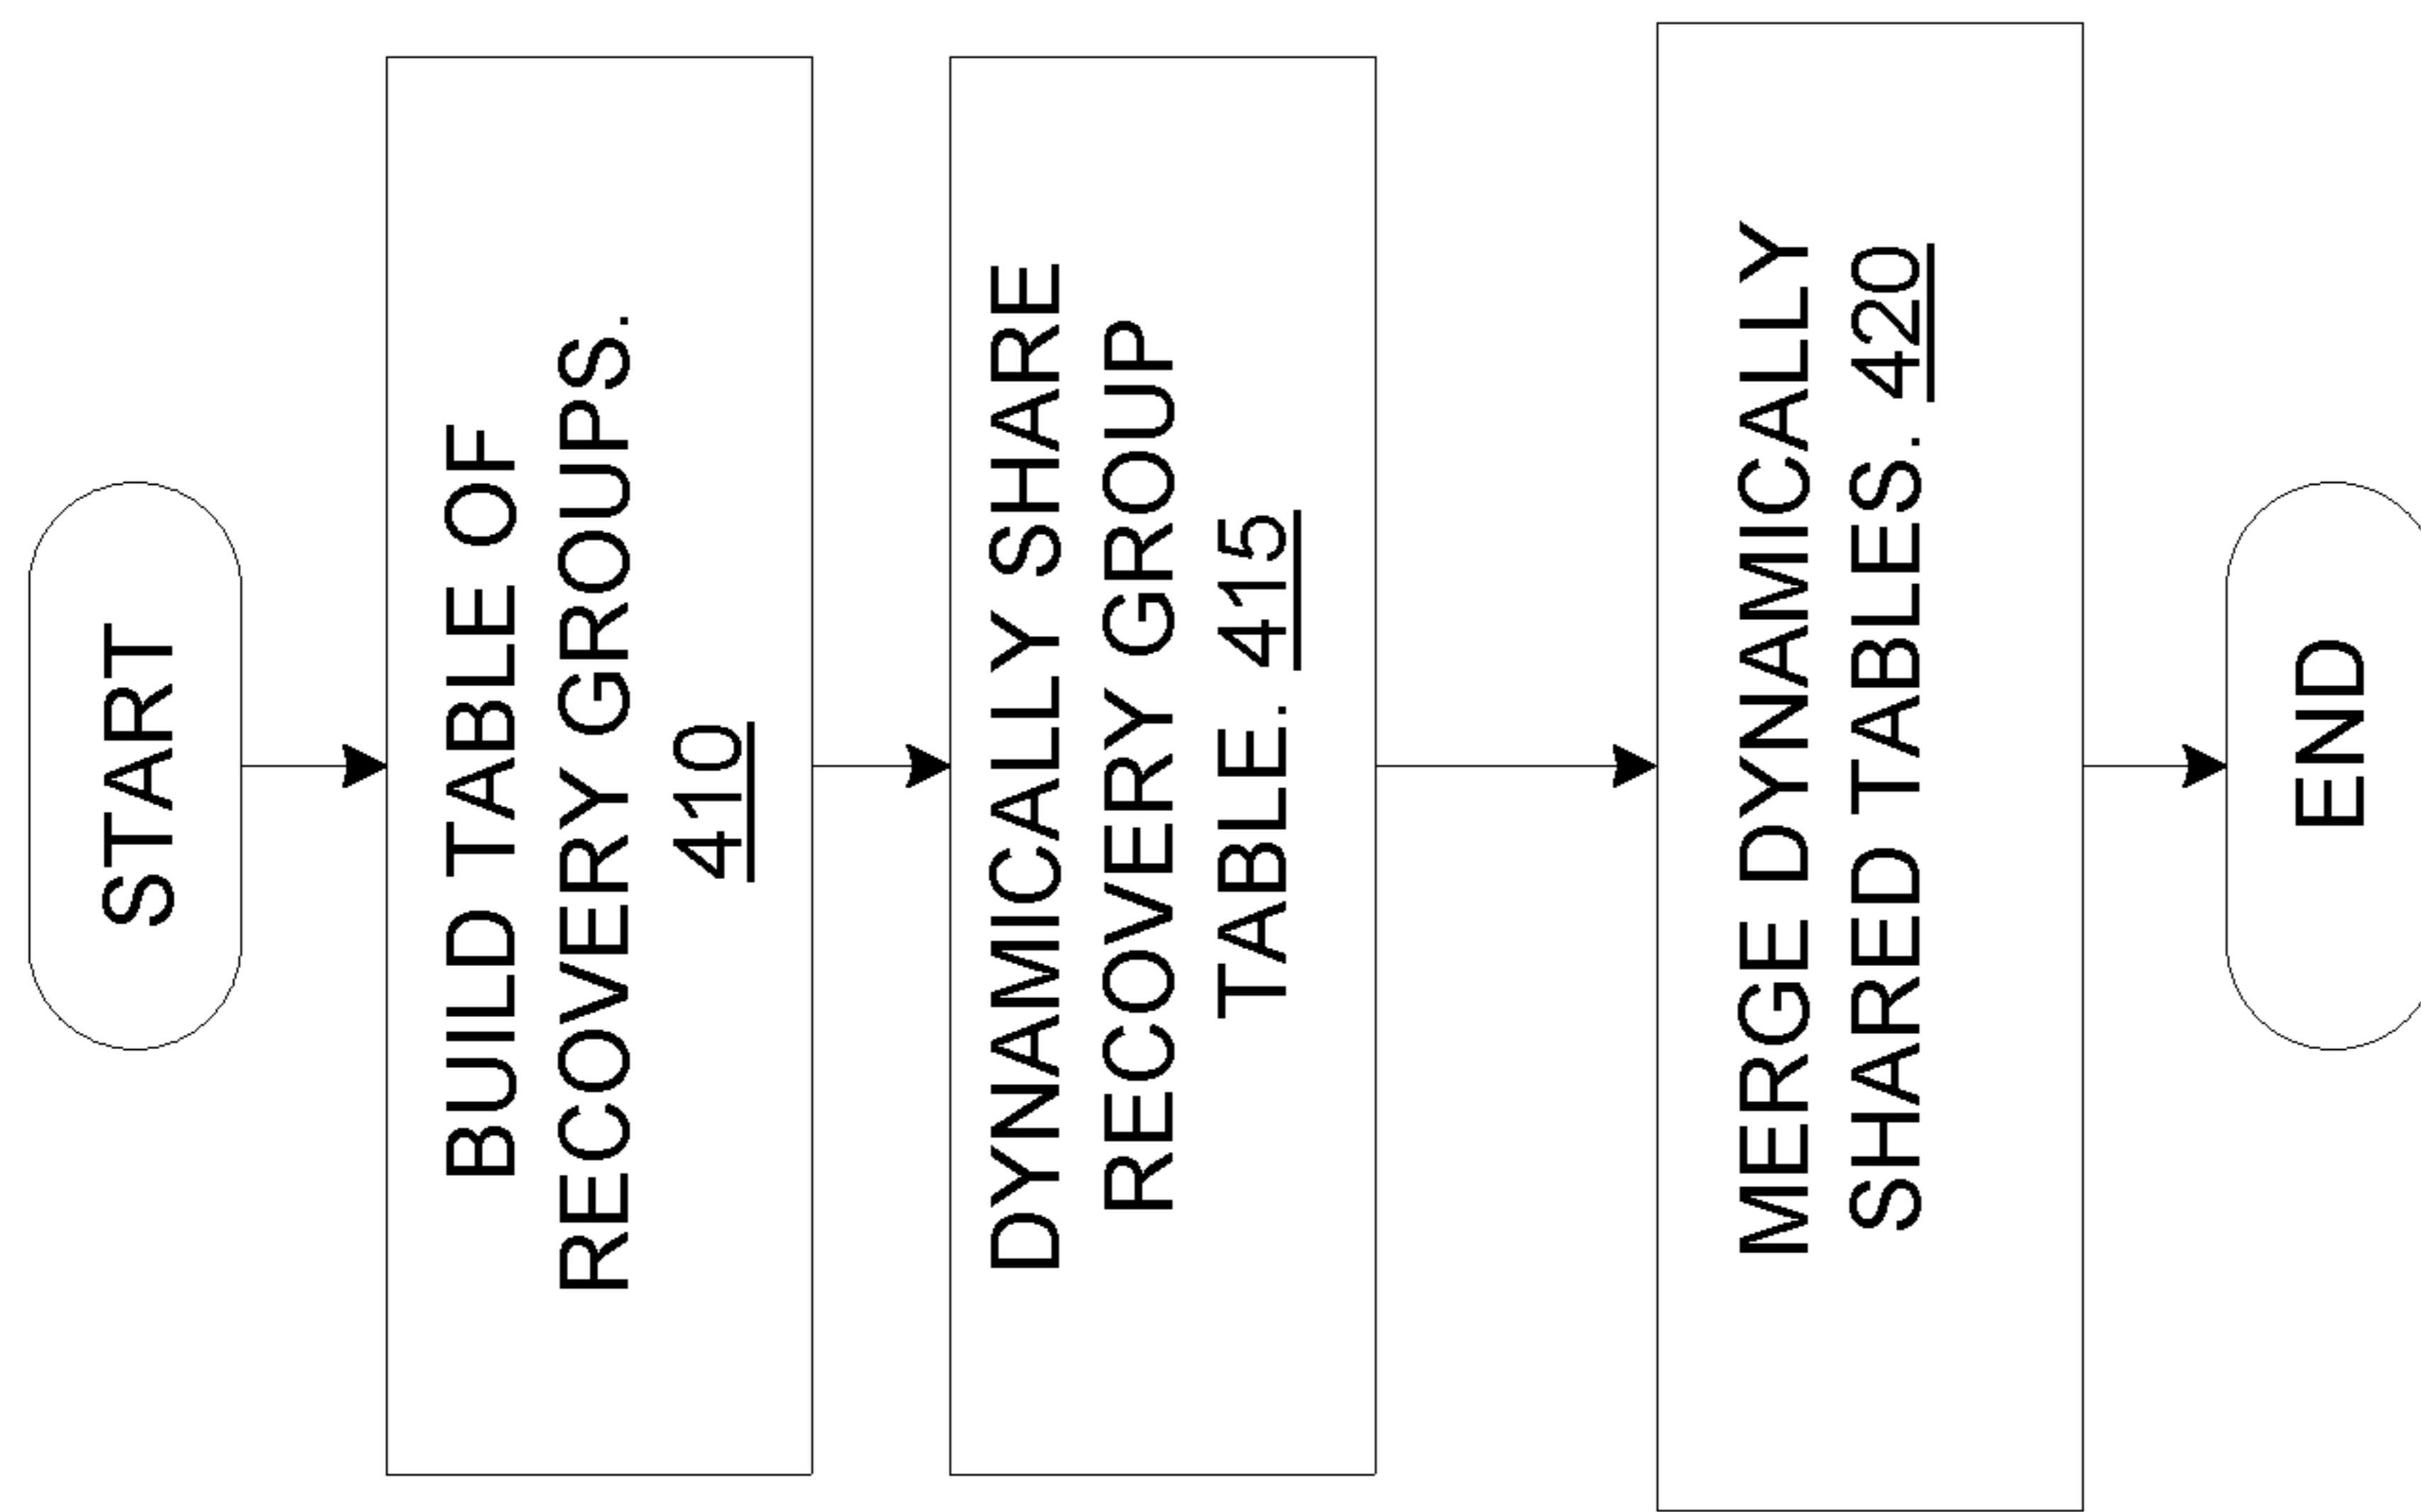 START
BUILD TABLE OF
RECOVERY GROUPS.
410
DYNAMICALLY SHARE
RECOVERY GROUP
TABLE. 415
MERGE DYNAMICALLY
SHARED TABLES. 420
END